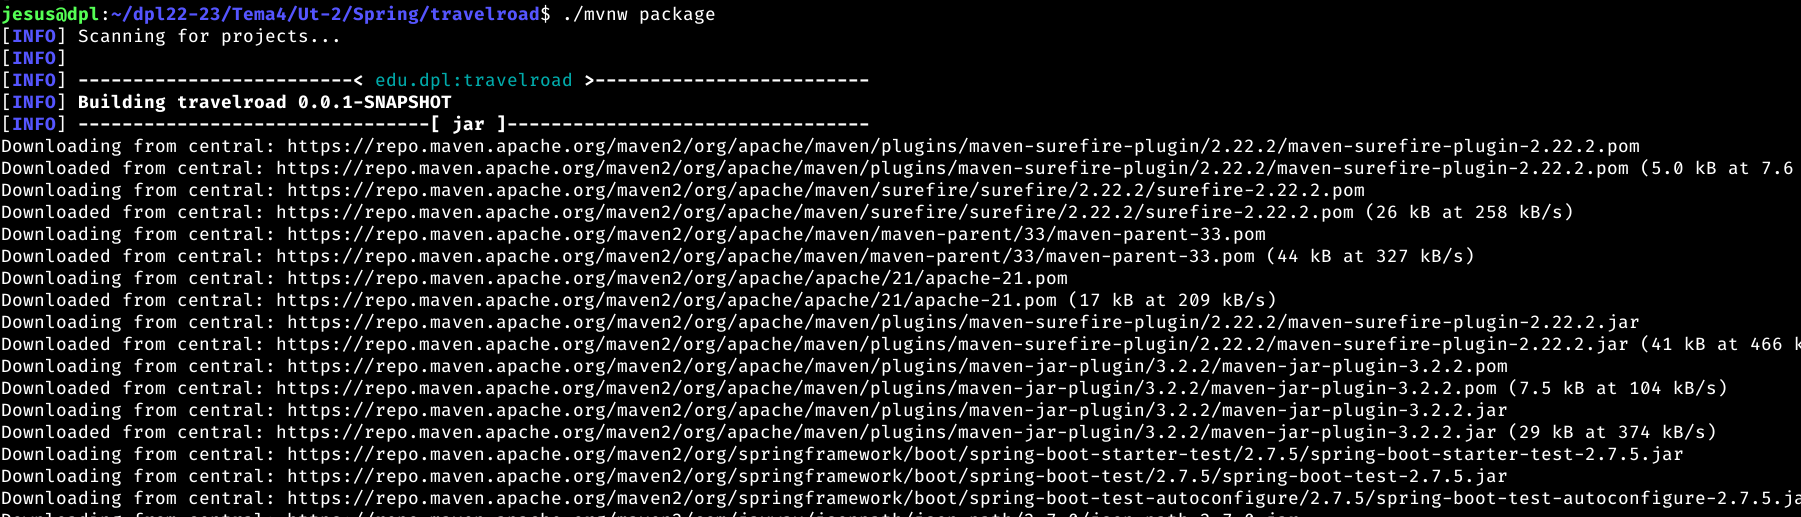 jesus@dpl:~/dpl22-23/Tema4/Ut-2/Spring/travelroad$ ./mvnw package
[INFO] Scanning for projects...
[INFO]
[INFO] -------------------------< edu.dpl:travelroad >-------------------------
[INFO] Building travelroad 0.0.1-SNAPSHOT
[INFO] --------------------------------[ jar ]---------------------------------
Downloading from central: https://repo.maven.apache.org/maven2/org/apache/maven/plugins/maven-surefire-plugin/2.22.2/maven-surefire-plugin-2.22.2.pom
Downloaded from central: https://repo.maven.apache.org/maven2/org/apache/maven/plugins/maven-surefire-plugin/2.22.2/maven-surefire-plugin-2.22.2.pom (5.0 kB at 7.6
Downloading from central: https://repo.maven.apache.org/maven2/org/apache/maven/surefire/surefire/2.22.2/surefire-2.22.2.pom
Downloaded from central: https://repo.maven.apache.org/maven2/org/apache/maven/surefire/surefire/2.22.2/surefire-2.22.2.pom (26 kB at 258 kB/s)
Downloading from central: https://repo.maven.apache.org/maven2/org/apache/maven/maven-parent/33/maven-parent-33.pom
Downloaded from central: https://repo.maven.apache.org/maven2/org/apache/maven/maven-parent/33/maven-parent-33.pom (44 kB at 327 kB/s)
Downloading from central: https://repo.maven.apache.org/maven2/org/apache/apache/21/apache-21.pom
Downloaded from central: https://repo.maven.apache.org/maven2/org/apache/apache/21/apache-21.pom (17 kB at 209 kB/s)
Downloading from central: https://repo.maven.apache.org/maven2/org/apache/maven/plugins/maven-surefire-plugin/2.22.2/maven-surefire-plugin-2.22.2.jar
Downloaded from central: https://repo.maven.apache.org/maven2/org/apache/maven/plugins/maven-surefire-plugin/2.22.2/maven-surefire-plugin-2.22.2.jar (41 kB at 466 k
Downloading from central: https://repo.maven.apache.org/maven2/org/apache/maven/plugins/maven-jar-plugin/3.2.2/maven-jar-plugin-3.2.2.pom
Downloaded from central: https://repo.maven.apache.org/maven2/org/apache/maven/plugins/maven-jar-plugin/3.2.2/maven-jar-plugin-3.2.2.pom (7.5 kB at 104 kB/s)
Downloading from central: https://repo.maven.apache.org/maven2/org/apache/maven/plugins/maven-jar-plugin/3.2.2/maven-jar-plugin-3.2.2.jar
Downloaded from central: https://repo.maven.apache.org/maven2/org/apache/maven/plugins/maven-jar-plugin/3.2.2/maven-jar-plugin-3.2.2.jar (29 kB at 374 kB/s)
Downloading from central: https://repo.maven.apache.org/maven2/org/springframework/boot/spring-boot-starter-test/2.7.5/spring-boot-starter-test-2.7.5.jar
Downloading from central: https://repo.maven.apache.org/maven2/org/springframework/boot/spring-boot-test/2.7.5/spring-boot-test-2.7.5.jar
Downloading from central: https://repo.maven.apache.org/maven2/org/springframework/boot/spring-boot-test-autoconfigure/2.7.5/spring-boot-test-autoconfigure-2.7.5.ja
Downloading from central: